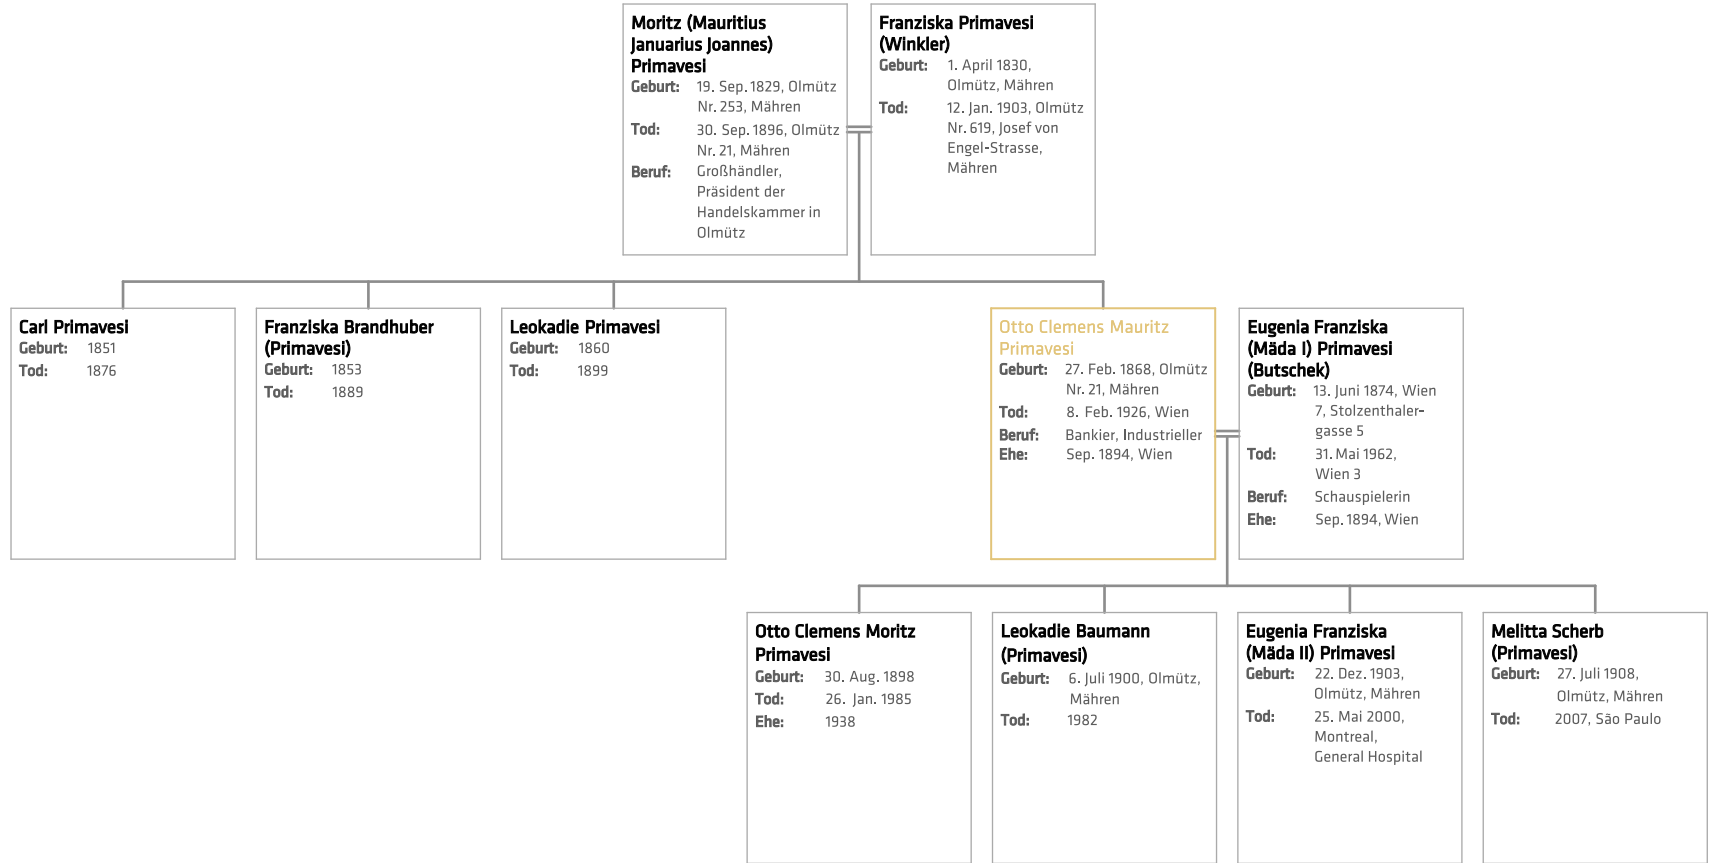 Moritz (Mauritius
Januarius Joannes)
Primavesi
Geburt: 19. Sep. 1829, Olmütz
Nr. 253, Mähren
Tod: 30. Sep. 1896, Olmütz
Nr. 21, Mähren
Beruf: Großhändler,
Präsident der
Handelskammer in
Olmütz
Franziska Primavesi
(Winkler)
Geburt: 1. April 1830,
Olmütz, Mähren
Tod: 12. Jan. 1903, Olmütz
Nr. 619, Josef von
Engel-Strasse,
Mähren
Carl Primavesi
Geburt: 1851
Tod: 1876
Franziska Brandhuber
(Primavesi)
Geburt: 1853
Tod: 1889
Leokadie Primavesi
Geburt: 1860
Tod: 1899
Otto Clemens Mauritz
Primavesi
Geburt: 27. Feb. 1868, Olmütz
Nr. 21, Mähren
Tod: 8. Feb. 1926, Wien
Beruf: Bankier, Industrieller
Ehe: Sep. 1894, Wien
Eugenia Franziska
(Mäda I) Primavesi
(Butschek)
Geburt: 13. Juni 1874, Wien
7, Stolzenthaler-
gasse 5
Tod: 31. Mai 1962,
Wien 3
Beruf: Schauspielerin
Ehe: Sep. 1894, Wien
Otto Clemens Moritz
Primavesi
Geburt: 30. Aug. 1898
Tod: 26. Jan. 1985
Ehe: 1938
Leokadie Baumann
(Primavesi)
Geburt: 6. Juli 1900, Olmütz,
Mähren
Tod: 1982
Eugenia Franziska
(Mäda II) Primavesi
Geburt: 22. Dez. 1903,
Olmütz, Mähren
Tod: 25. Mai 2000,
Montreal,
General Hospital
Melitta Scherb
(Primavesi)
Geburt: 27. Juli 1908,
Olmütz, Mähren
Tod: 2007, São Paulo